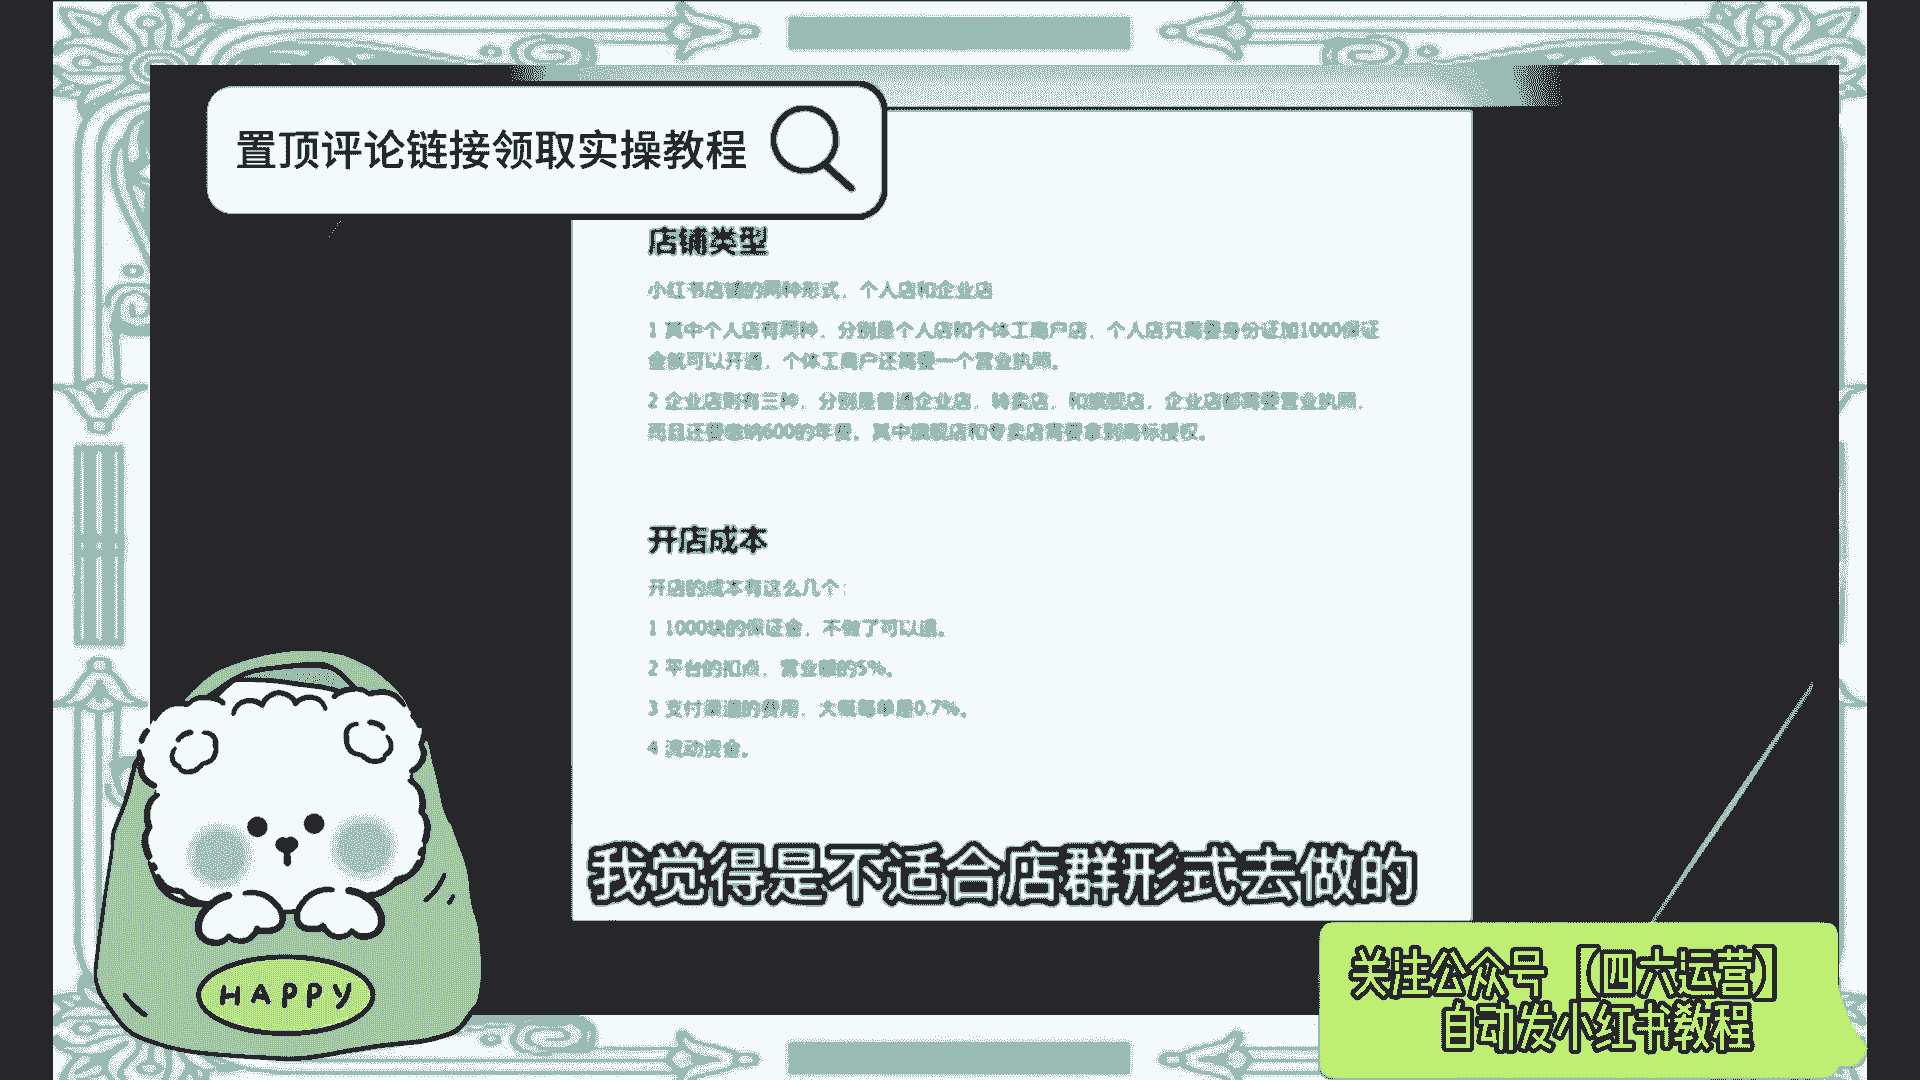 置顶评论链接领取实操教程
店铺类型
小红书店铺的两种形式，个人店和企业店
1 其中个人店有两种，分别是个人店和个体工商户店，个人店只需要身份证加1000保证
金就可以开通，个体工商户还需要一个营业执照。
2 企业店则有三种，分别是普通企业店，专卖店，和旗舰店，企业店都需要营业执照，
而且还要缴纳600的年费，其中旗舰店和专卖店需要拿到商标授权。
开店成本
开店的成本有这么几个：
1 1000块的保证金，不做了可以退。
2 平台的扣点，营业额的5%。
3 支付渠道的费用，大概每单是0.7%。
4 流动资金。
我觉得是不适合店群形式去做的
HAPPY
关注公众号【四六运营】
自动发小红书教程